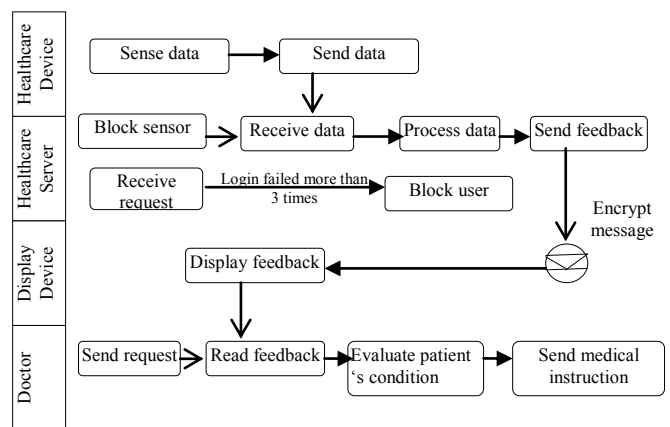 Healthcare
Device
Sense data
Send data
Healthcare
Server
Block sensor
Receive data
Process data
Send feedback
Receive
request
Login failed more than
3 times
Block user
Encrypt
message
Display
Device
Display feedback
Doctor
Send request
Read feedback
Evaluate patient
‘s condition
Send medical
instruction